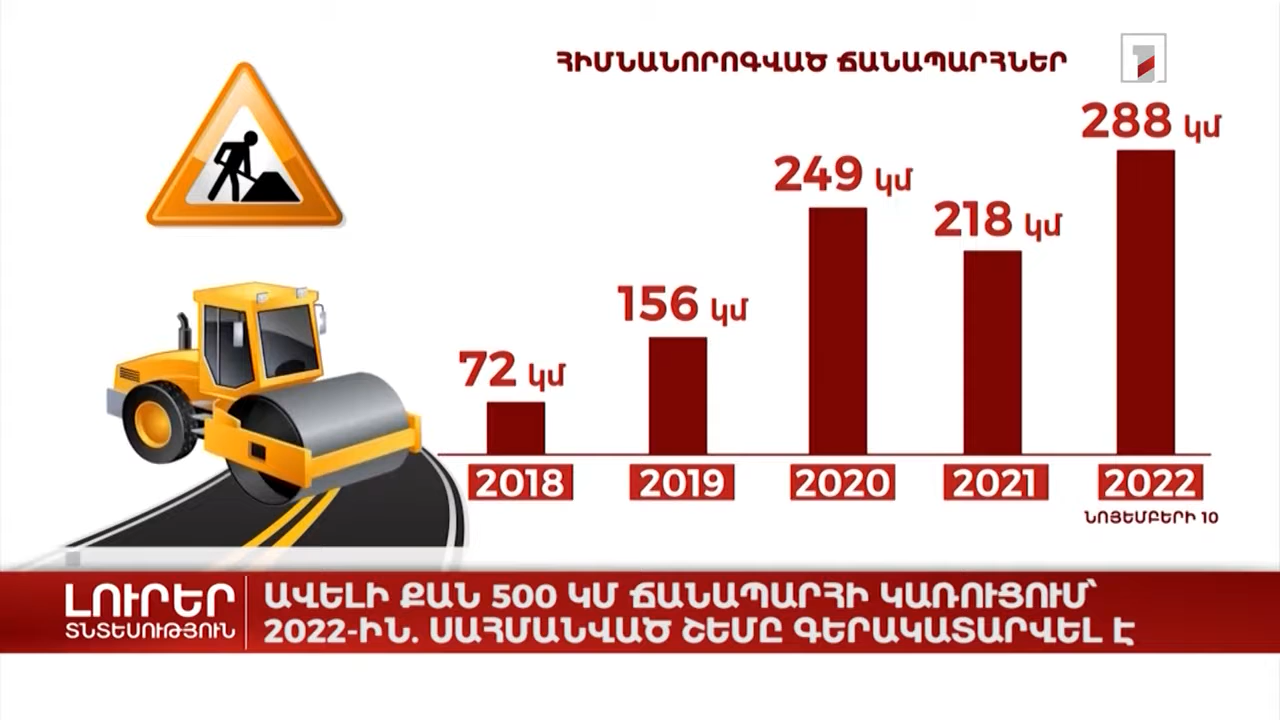 ՀԻՄՆԱՆՈՐՈԳՎԱԾ ՃԱՆԱՊԱՐՀՆԵՐ
1
72 կմ
156 կմ
249 կմ
218 կմ
288 կմ
2018
2019
2020
2021
2022
ՆՈՅԵՄԲԵՐԻ 10
ԼՈՒՐԵՐ
ՏՆՏԵՍՈՒԹՅՈՒՆ
ԱՎԵԼԻ ՔԱՆ 500 ԿՄ ՃԱՆԱՊԱՐՀԻ ԿԱՌՈՒՑՈՒՄ՝
2022-ԻՆ. ՍԱՀՄԱՆՎԱԾ ՇԵՄԸ ԳԵՐԱԿԱՏԱՐՎԵԼ Է